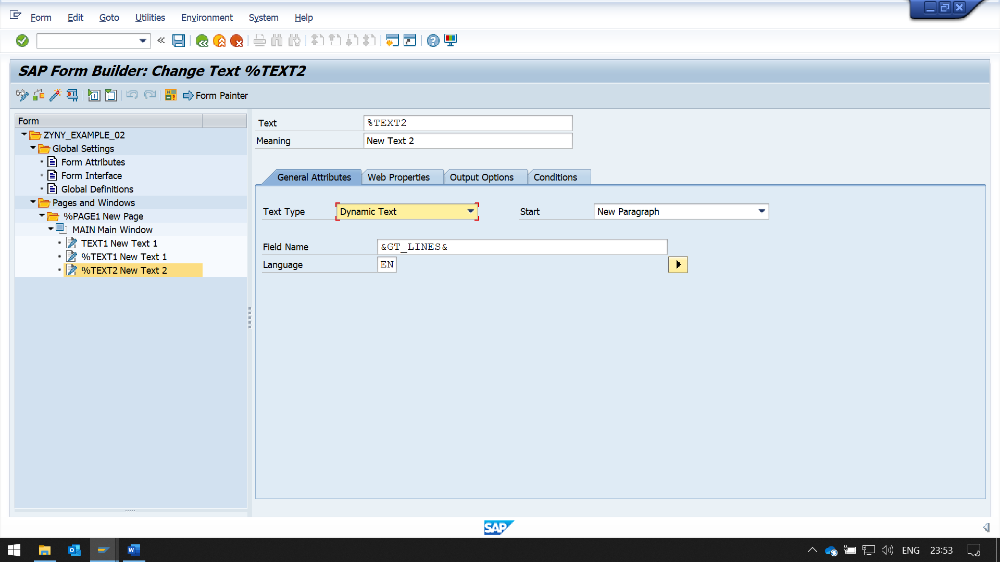 Form Edit Goto Utilities Environment System Help
SAP Form Builder: Change Text %TEXT2
Form Painter
Form
ZYNY_EXAMPLE_02
Global Settings
Form Attributes
Form Interface
Global Definitions
Pages and Windows
%PAGE1 New Page
MAIN Main Window
TEXT1 New Text 1
%TEXT1 New Text 1
%TEXT2 New Text 2
Text %TEXT2
Meaning New Text 2
General Attributes Web Properties Output Options Conditions
Text Type Dynamic Text Start New Paragraph
Field Name &GT_LINES&
Language EN
SAP
ENG 23:53